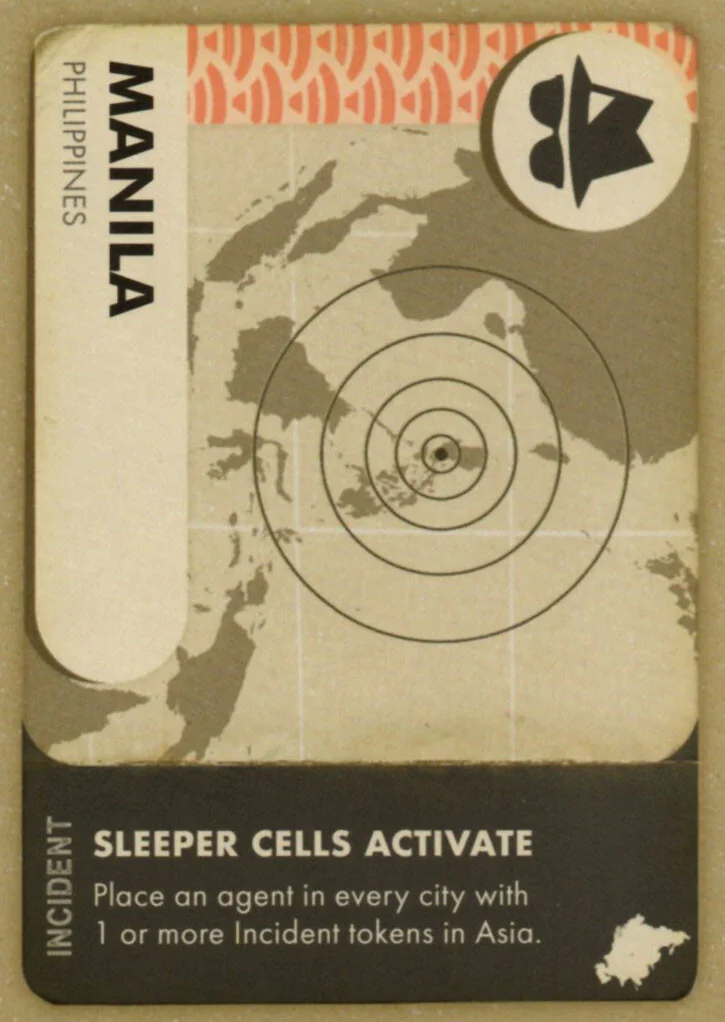 MANILA
PHILIPPINES
INCIDENT
SLEEPER CELLS ACTIVATE
Place an agent in every city with
1 or more Incident tokens in Asia.